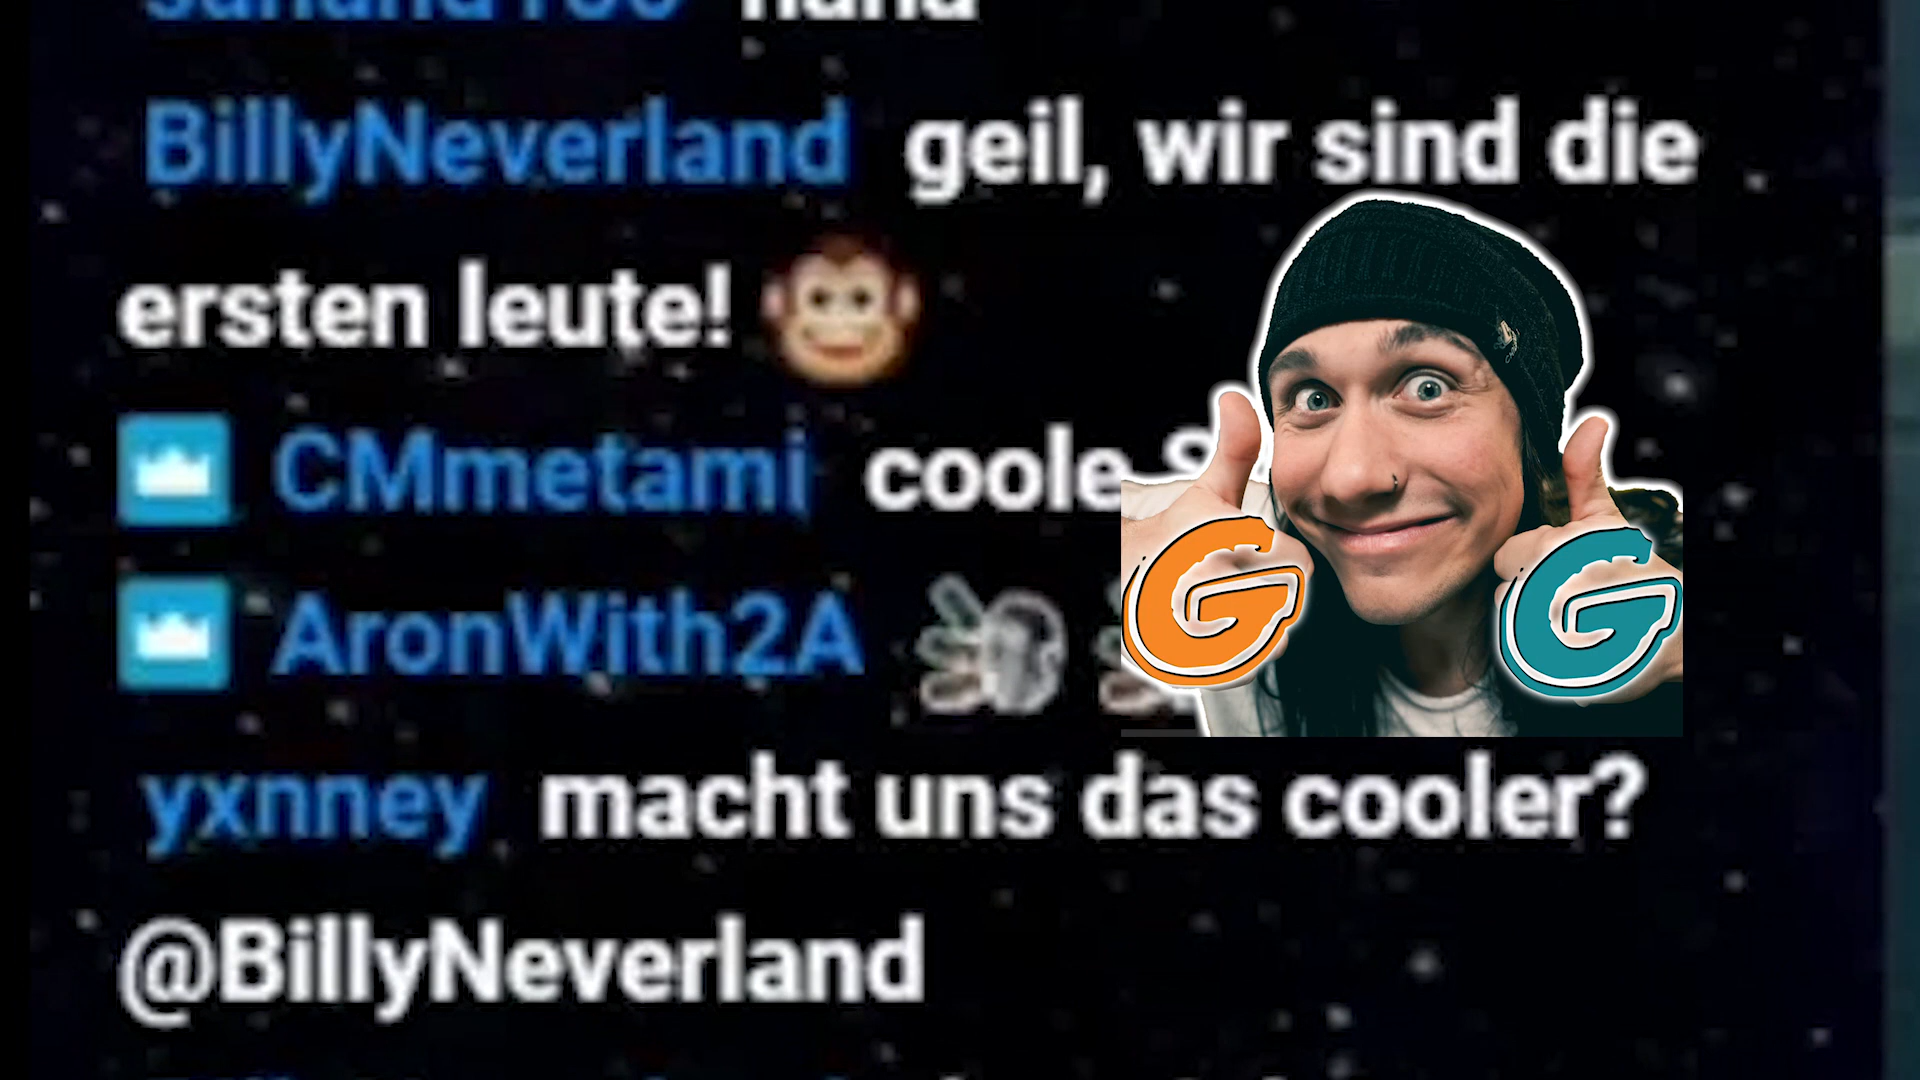 BillyNeverland geil, wir sind die
ersten leute!
CMmetami coole
AronWith2A
yxnney macht uns das cooler?
@BillyNeverland
G G